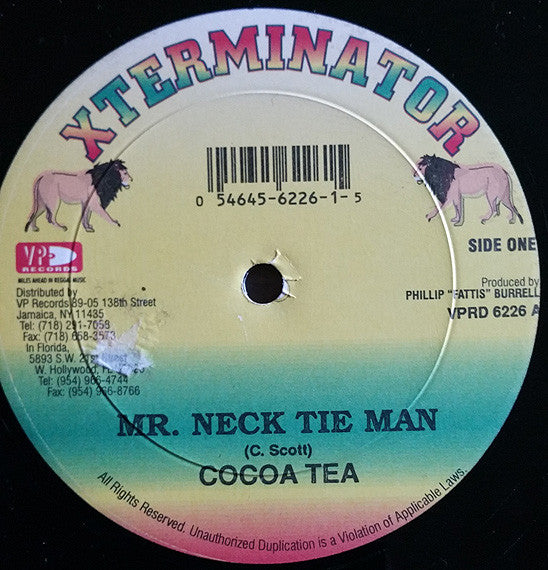 XTERMINATOR
0 54645-6226-1-5
SIDE ONE
VP
RECORDS
MILES AHEAD IN REGGAE MUSIC
Produced by
PHILLIP "FATTIS" BURRELL
VPRD 6226 A
Distributed by
VP Records 89-05 138th Street
Jamaica, NY 11435
Tel: (718) 291-7058
Fax: (718) 658-3573
In Florida,
5893 S.W. 21st Street
W. Hollywood, FL
Tel: (954) 966-4744
Fax: (954) 966-8766
MR. NECK TIE MAN
(C. Scott)
COCOA TEA
All Rights Reserved. Unauthorized Duplication is a Violation of Applicable Laws.